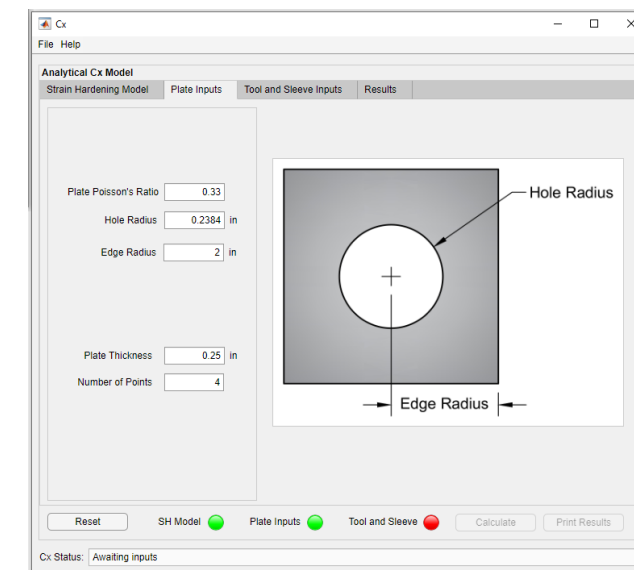 Cx
File Help
Analytical Cx Model
Strain Hardening Model Plate Inputs Tool and Sleeve Inputs Results
Plate Poisson's Ratio 0.33
Hole Radius 0.2384 in
Edge Radius 2 in
Plate Thickness 0.25 in
Number of Points 4
Hole Radius
Edge Radius
Reset SH Model Plate Inputs Tool and Sleeve Calculate Print Results
Cx Status: Awaiting inputs